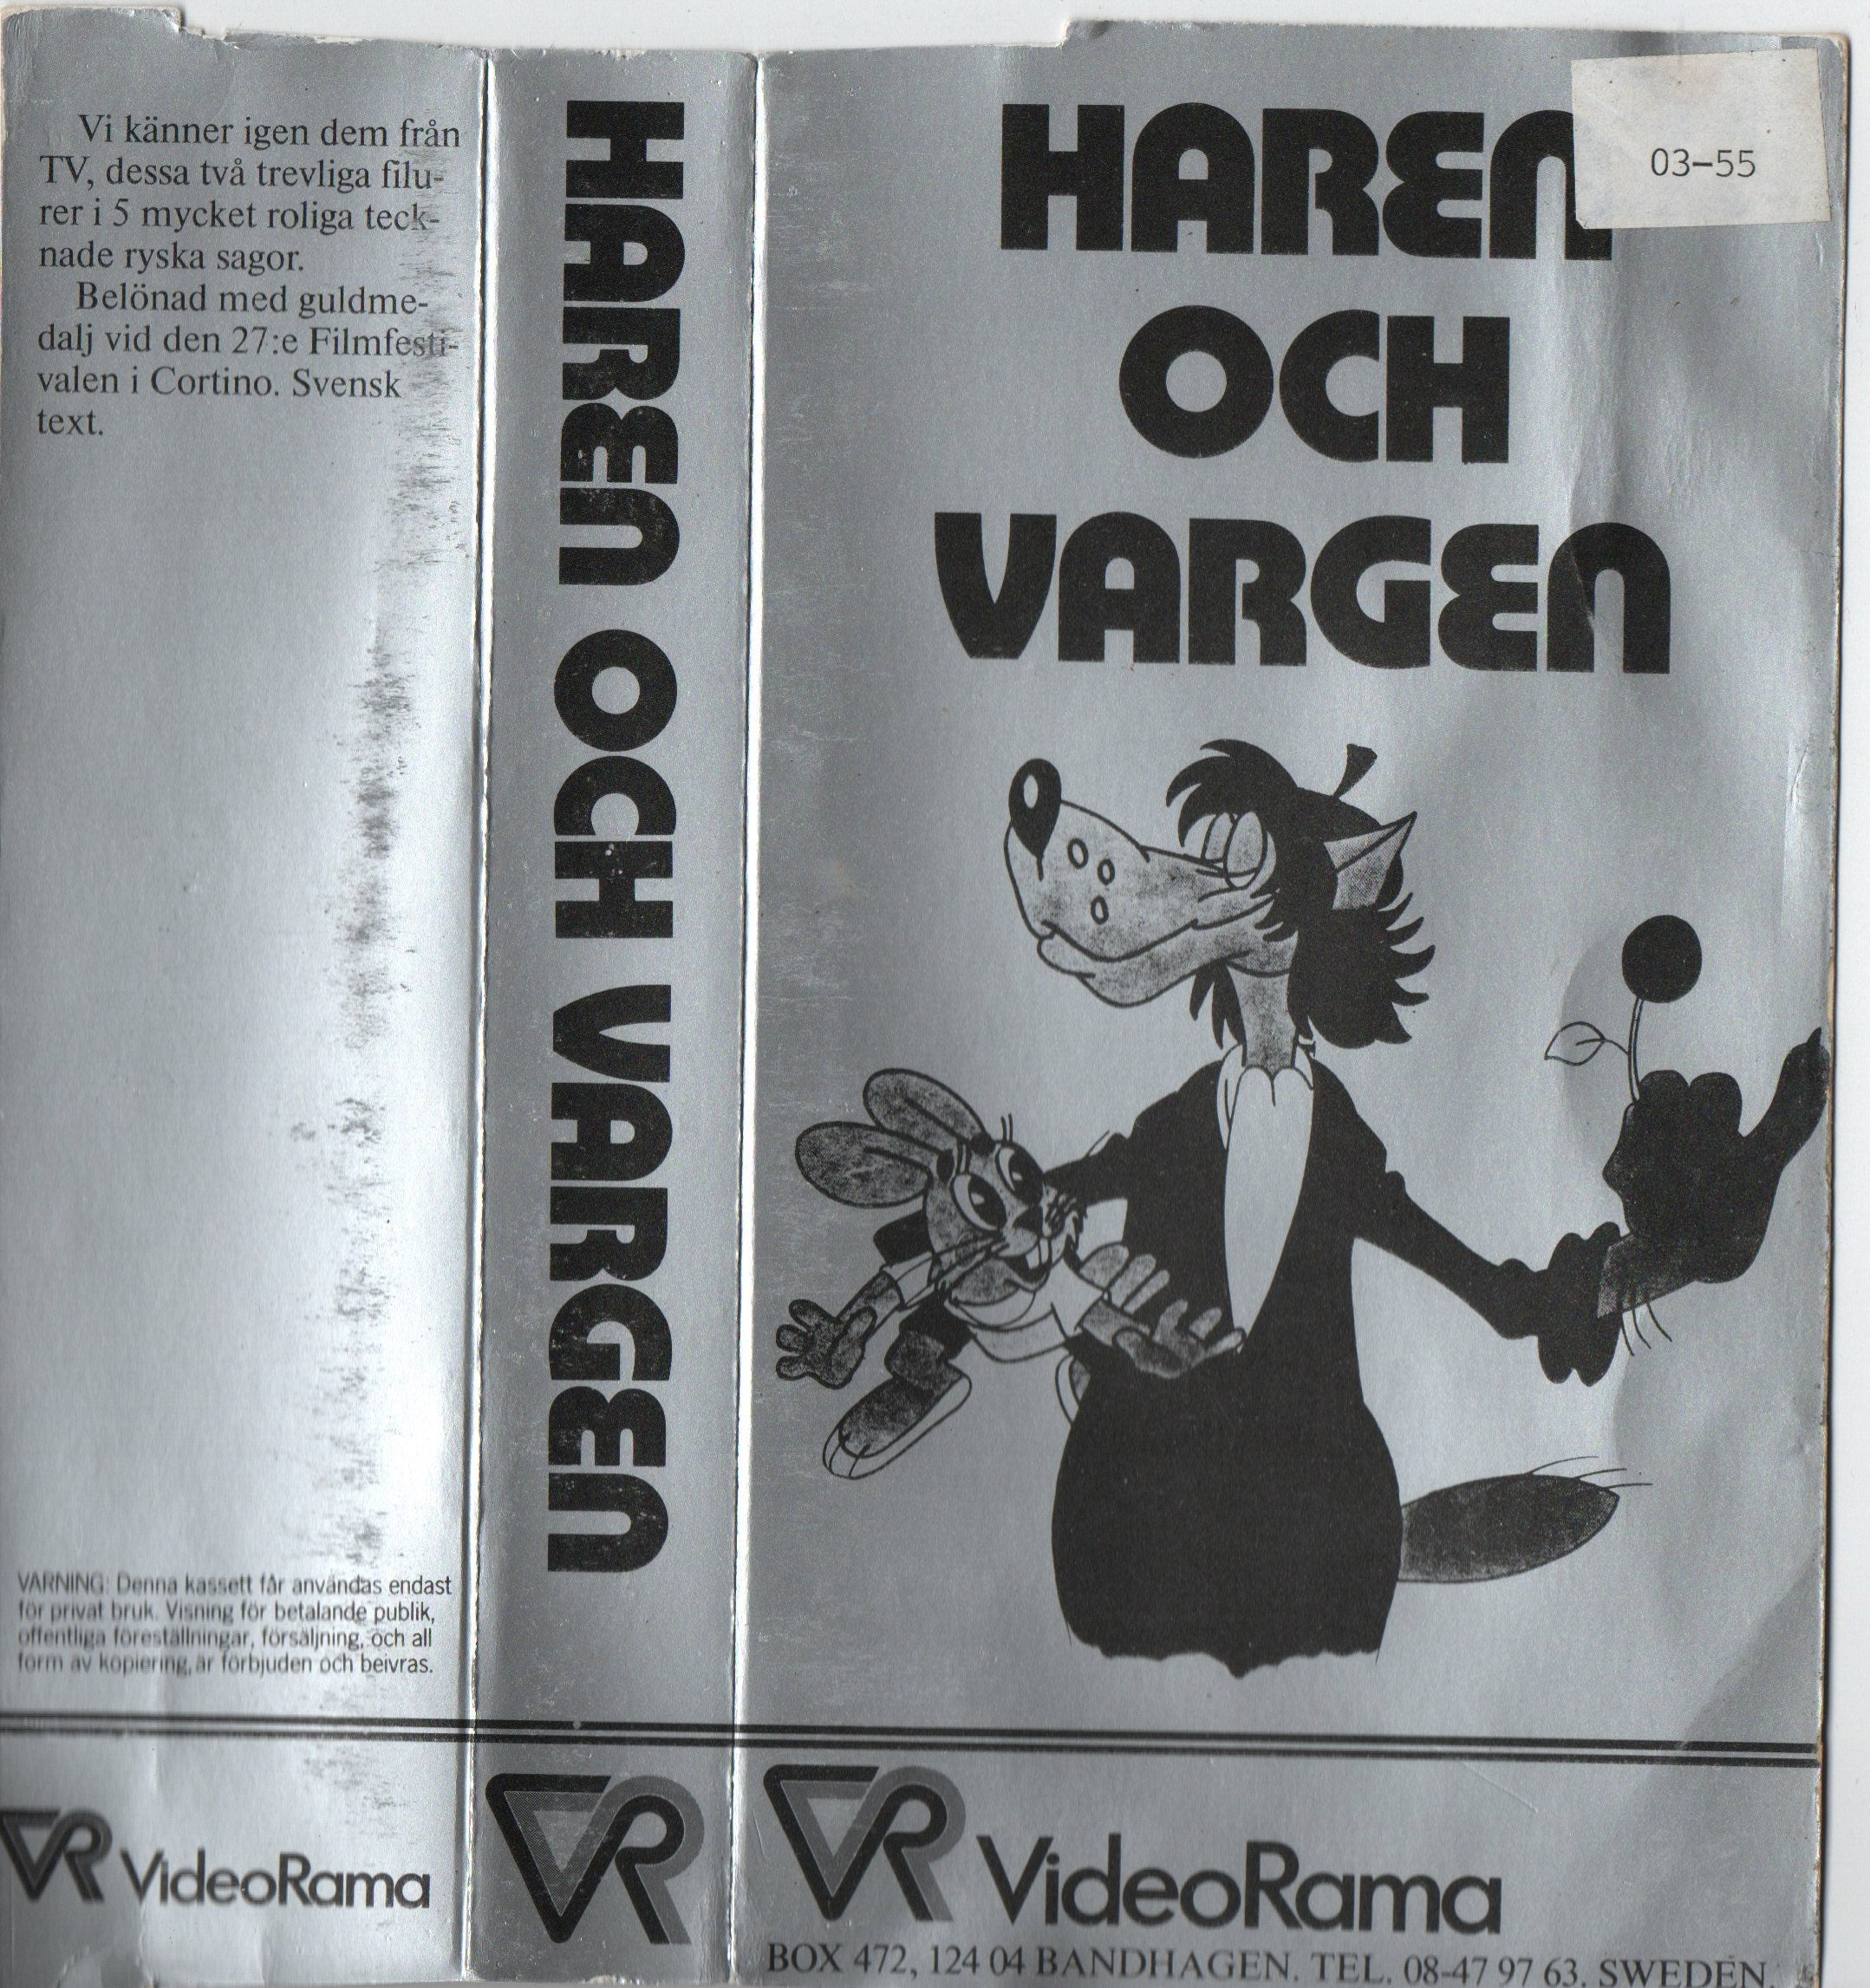 Vi känner igen dem från
TV, dessa två trevliga filu-
rer i 5 mycket roliga teck-
nade ryska sagor.
Belönad med guldme-
dalj vid den 27:e Filmfesti-
valen i Cortino. Svensk
text.
VARNING: Denna kassett får användas endast
för privat bruk. Visning för betalande publik,
offentliga föreställningar, försäljning, och all
form av kopiering, är förbjuden och beivras.
VR VideoRama
HAREN OCH VARGEN
VR
HAREN
03-55
OCH
VARGEN
VR VideoRama
BOX 472, 124 04 BANDHAGEN. TEL. 08-47 97 63. SWEDEN